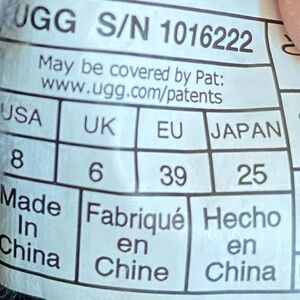 UGG S/N 1016222
May be covered by Pat:
www.ugg.com/patents
USA UK EU JAPAN
8 6 39 25
Made in China
Fabriqué en Chine
Hecho en China